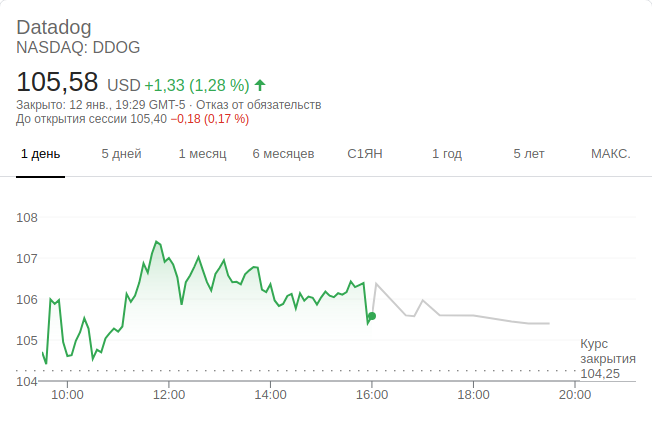 Datadog
NASDAQ: DDOG
105,58 USD +1,33 (1,28 %)
Закрыто: 12 янв., 19:29 GMT-5 · Отказ от обязательств
До открытия сессии 105,40 −0,18 (0,17 %)
1 день 5 дней 1 месяц 6 месяцев С1ЯН 1 год 5 лет МАКС.
108
107
106
105
Курс
закрытия
104,25
104
10:00 12:00 14:00 16:00 18:00 20:00